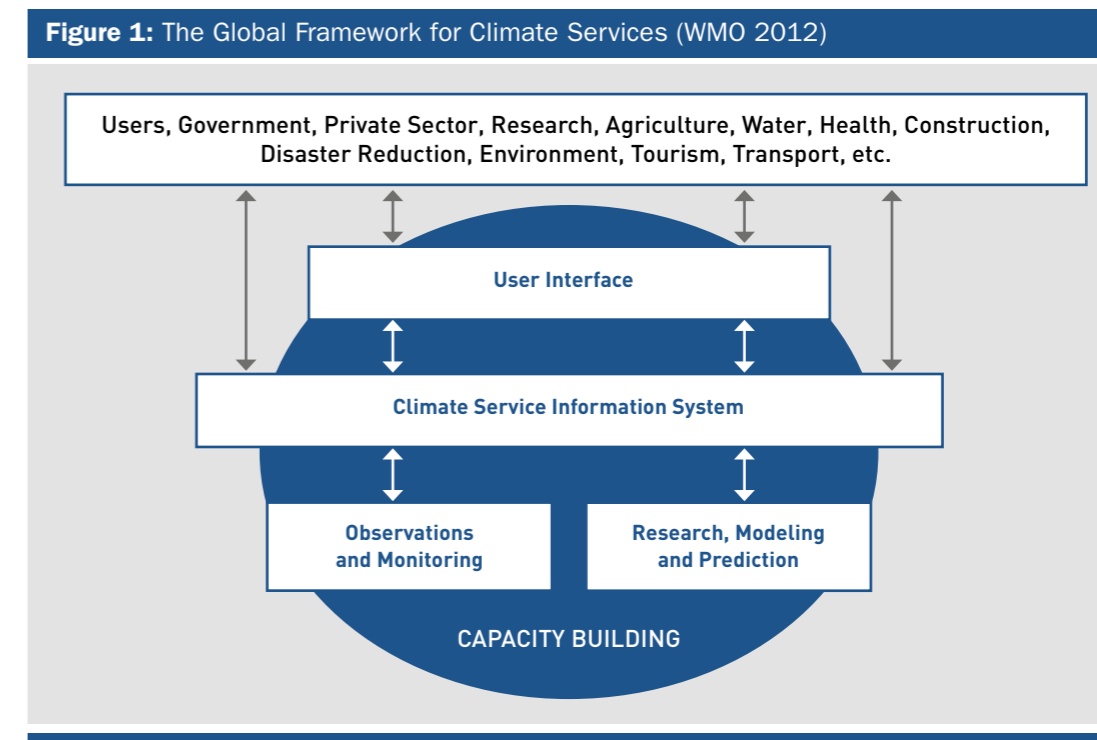 Figure 1: The Global Framework for Climate Services (WMO 2012)
Users, Government, Private Sector, Research, Agriculture, Water, Health, Construction,
Disaster Reduction, Environment, Tourism, Transport, etc.
User Interface
Climate Service Information System
Observations
and Monitoring
Research, Modeling
and Prediction
CAPACITY BUILDING